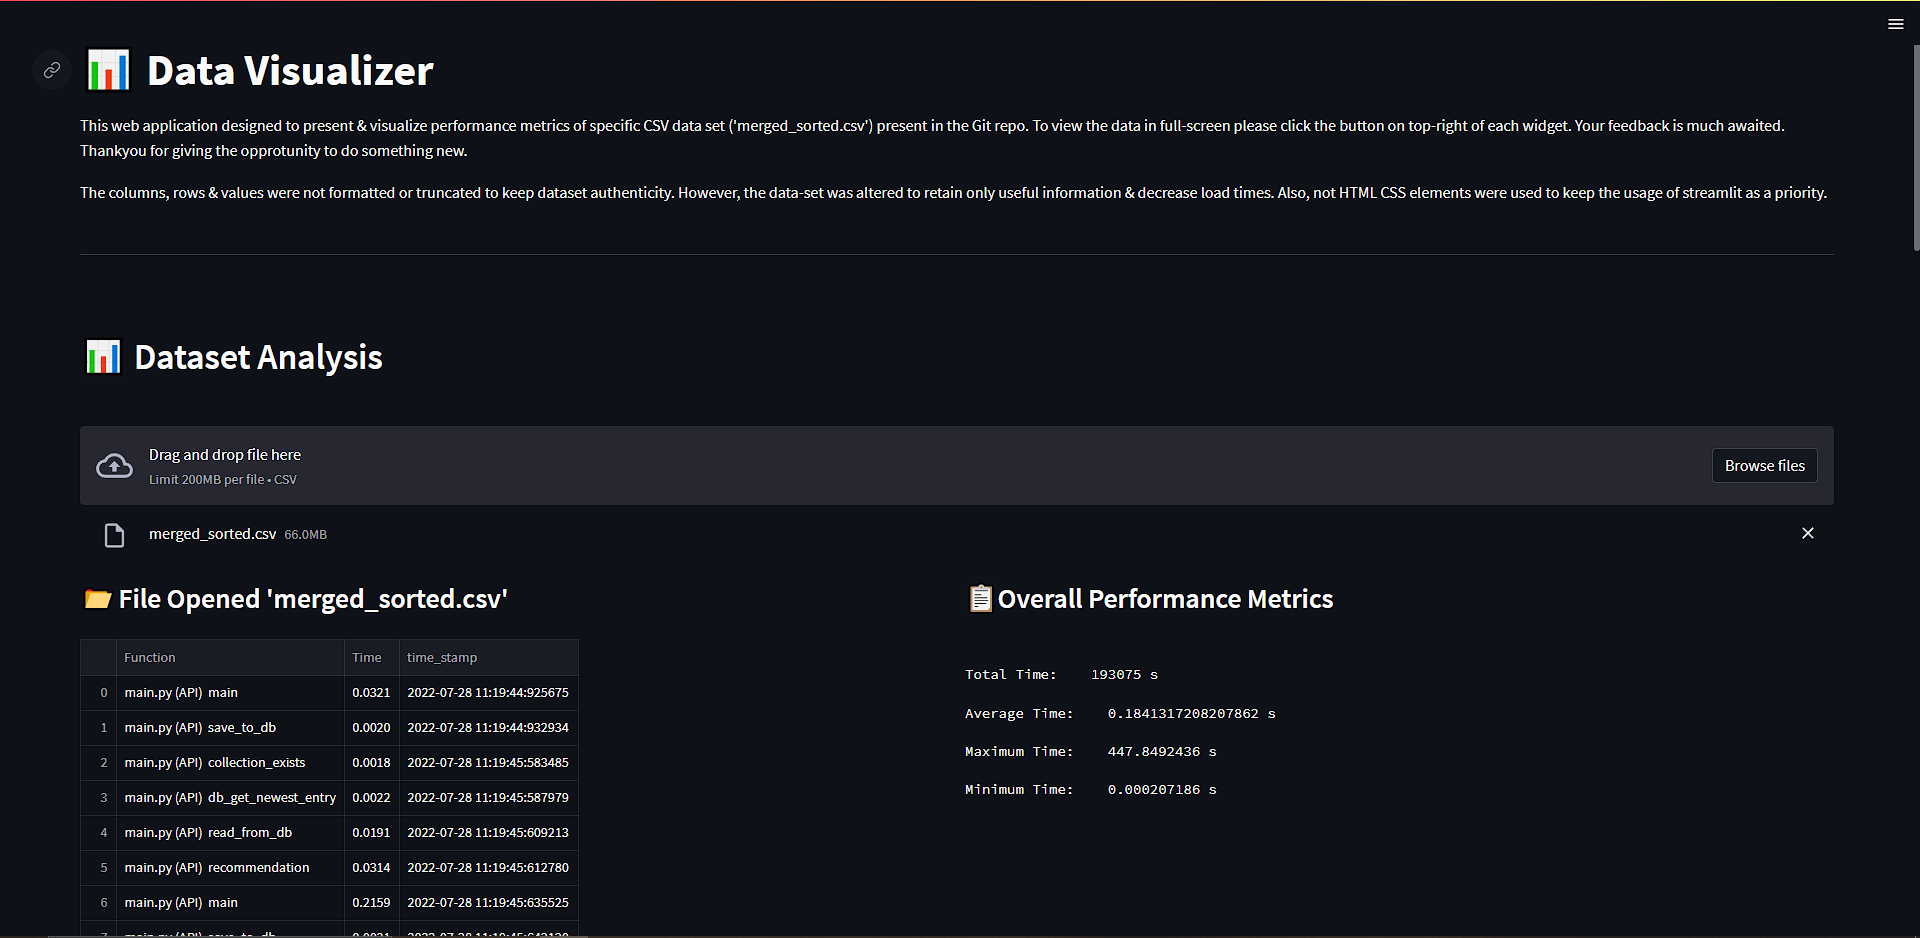 Data Visualizer
This web application designed to present & visualize performance metrics of specific CSV data set ('merged_sorted.csv') present in the Git repo. To view the data in full-screen please click the button on top-right of each widget. Your feedback is much awaited.
Thankyou for giving the opprotunity to do something new.
The columns, rows & values were not formatted or truncated to keep dataset authenticity. However, the data-set was altered to retain only useful information & decrease load times. Also, not HTML CSS elements were used to keep the usage of streamlit as a priority.
Dataset Analysis
Drag and drop file here
Limit 200MB per file • CSV
Browse files
merged_sorted.csv 66.0MB
File Opened 'merged_sorted.csv'
Function Time time_stamp
0 main.py (API) main 0.0321 2022-07-28 11:19:44:925675
1 main.py (API) save_to_db 0.0020 2022-07-28 11:19:44:932934
2 main.py (API) collection_exists 0.0018 2022-07-28 11:19:45:583485
3 main.py (API) db_get_newest_entry 0.0022 2022-07-28 11:19:45:587979
4 main.py (API) read_from_db 0.0191 2022-07-28 11:19:45:609213
5 main.py (API) recommendation 0.0314 2022-07-28 11:19:45:612780
6 main.py (API) main 0.2159 2022-07-28 11:19:45:635525
Overall Performance Metrics
Total Time: 193075 s
Average Time: 0.1841317208207862 s
Maximum Time: 447.8492436 s
Minimum Time: 0.000207186 s